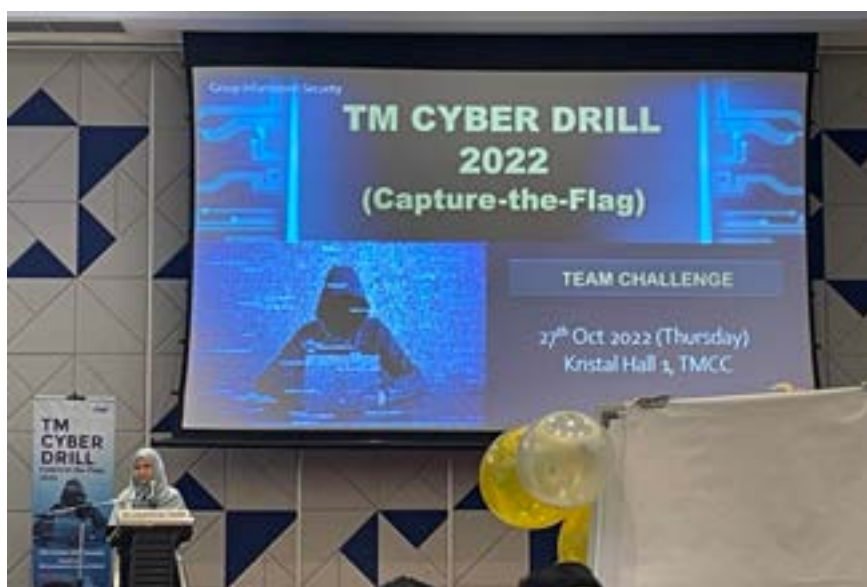 Group Information Security
TM CYBER DRILL
2022
(Capture-the-Flag)
TEAM CHALLENGE
27th Oct 2022 (Thursday)
Kristal Hall 1, TMCC
TM
CYBER
DRILL